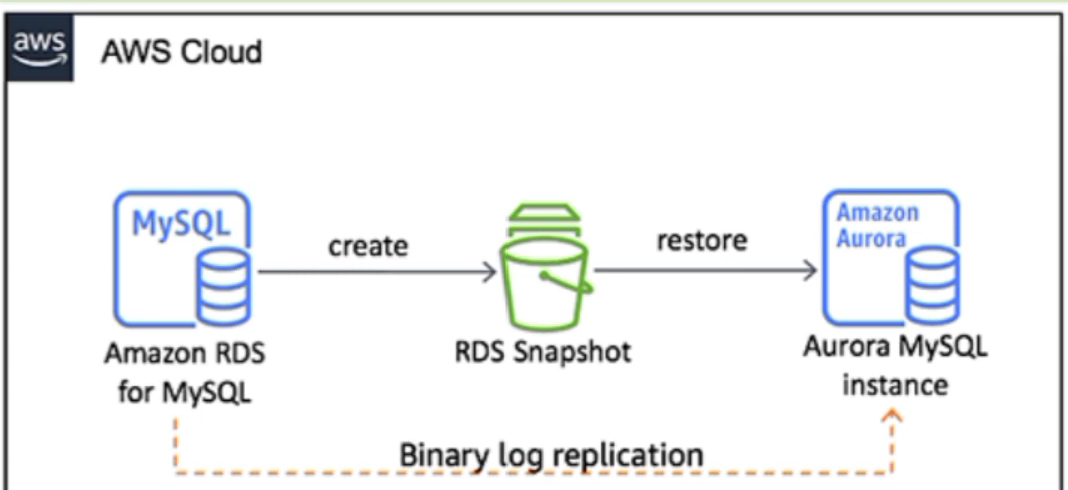 aws
AWS Cloud
MySQL
create
restore
Amazon
Aurora
Amazon RDS
for MySQL
RDS Snapshot
Aurora MySQL
instance
Binary log replication